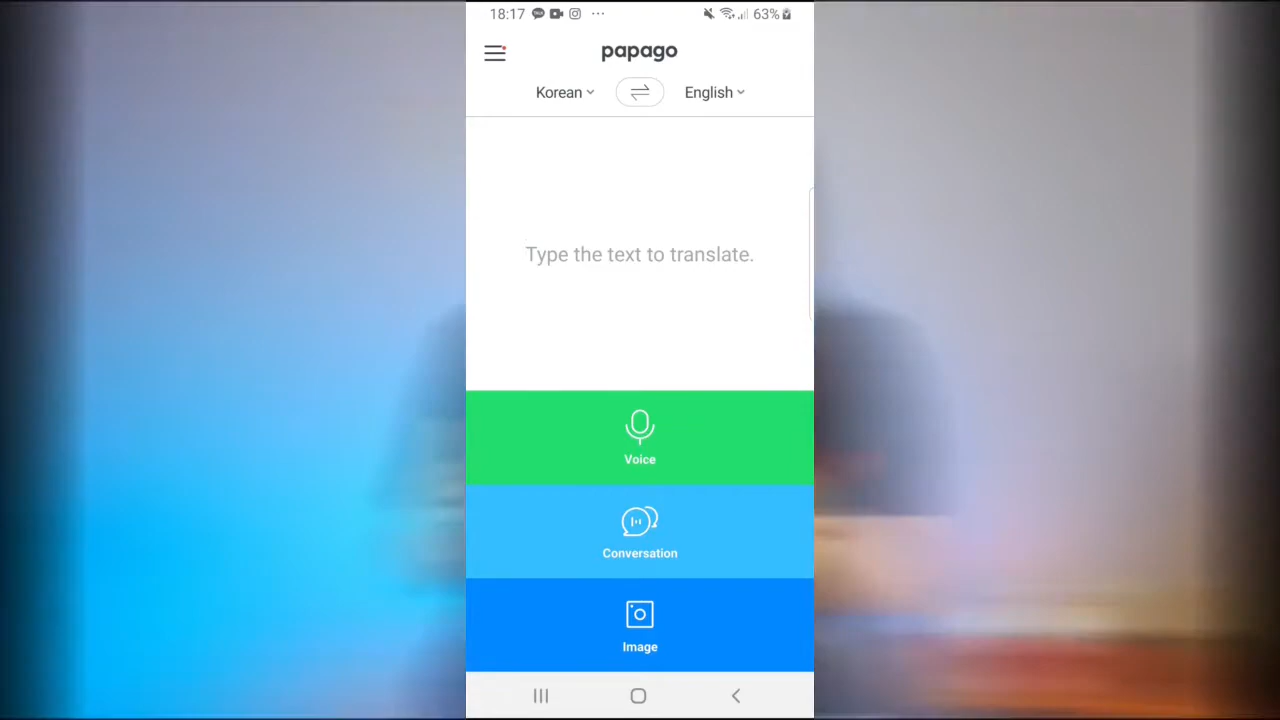 18:17 63%
papago
Korean English
Type the text to translate.
Voice
Conversation
Image